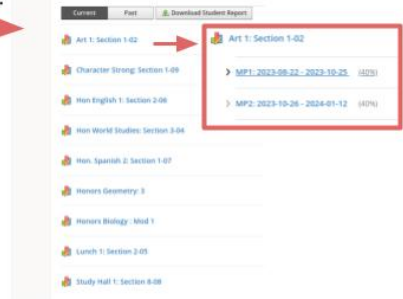 Current Past Download Student Report
Art 1: Section 1-02
Character Strong: Section 1-09
Hon English 1: Section 2-06
Hon World Studies: Section 3-04
Hon. Spanish 2: Section 1-07
Honors Geometry: 3
Honors Biology : Mod 1
Lunch 1: Section 2-05
Study Hall 1: Section 8-08
Art 1: Section 1-02
MP1: 2023-08-22 - 2023-10-25 (40%)
MP2: 2023-10-26 - 2024-01-12 (40%)